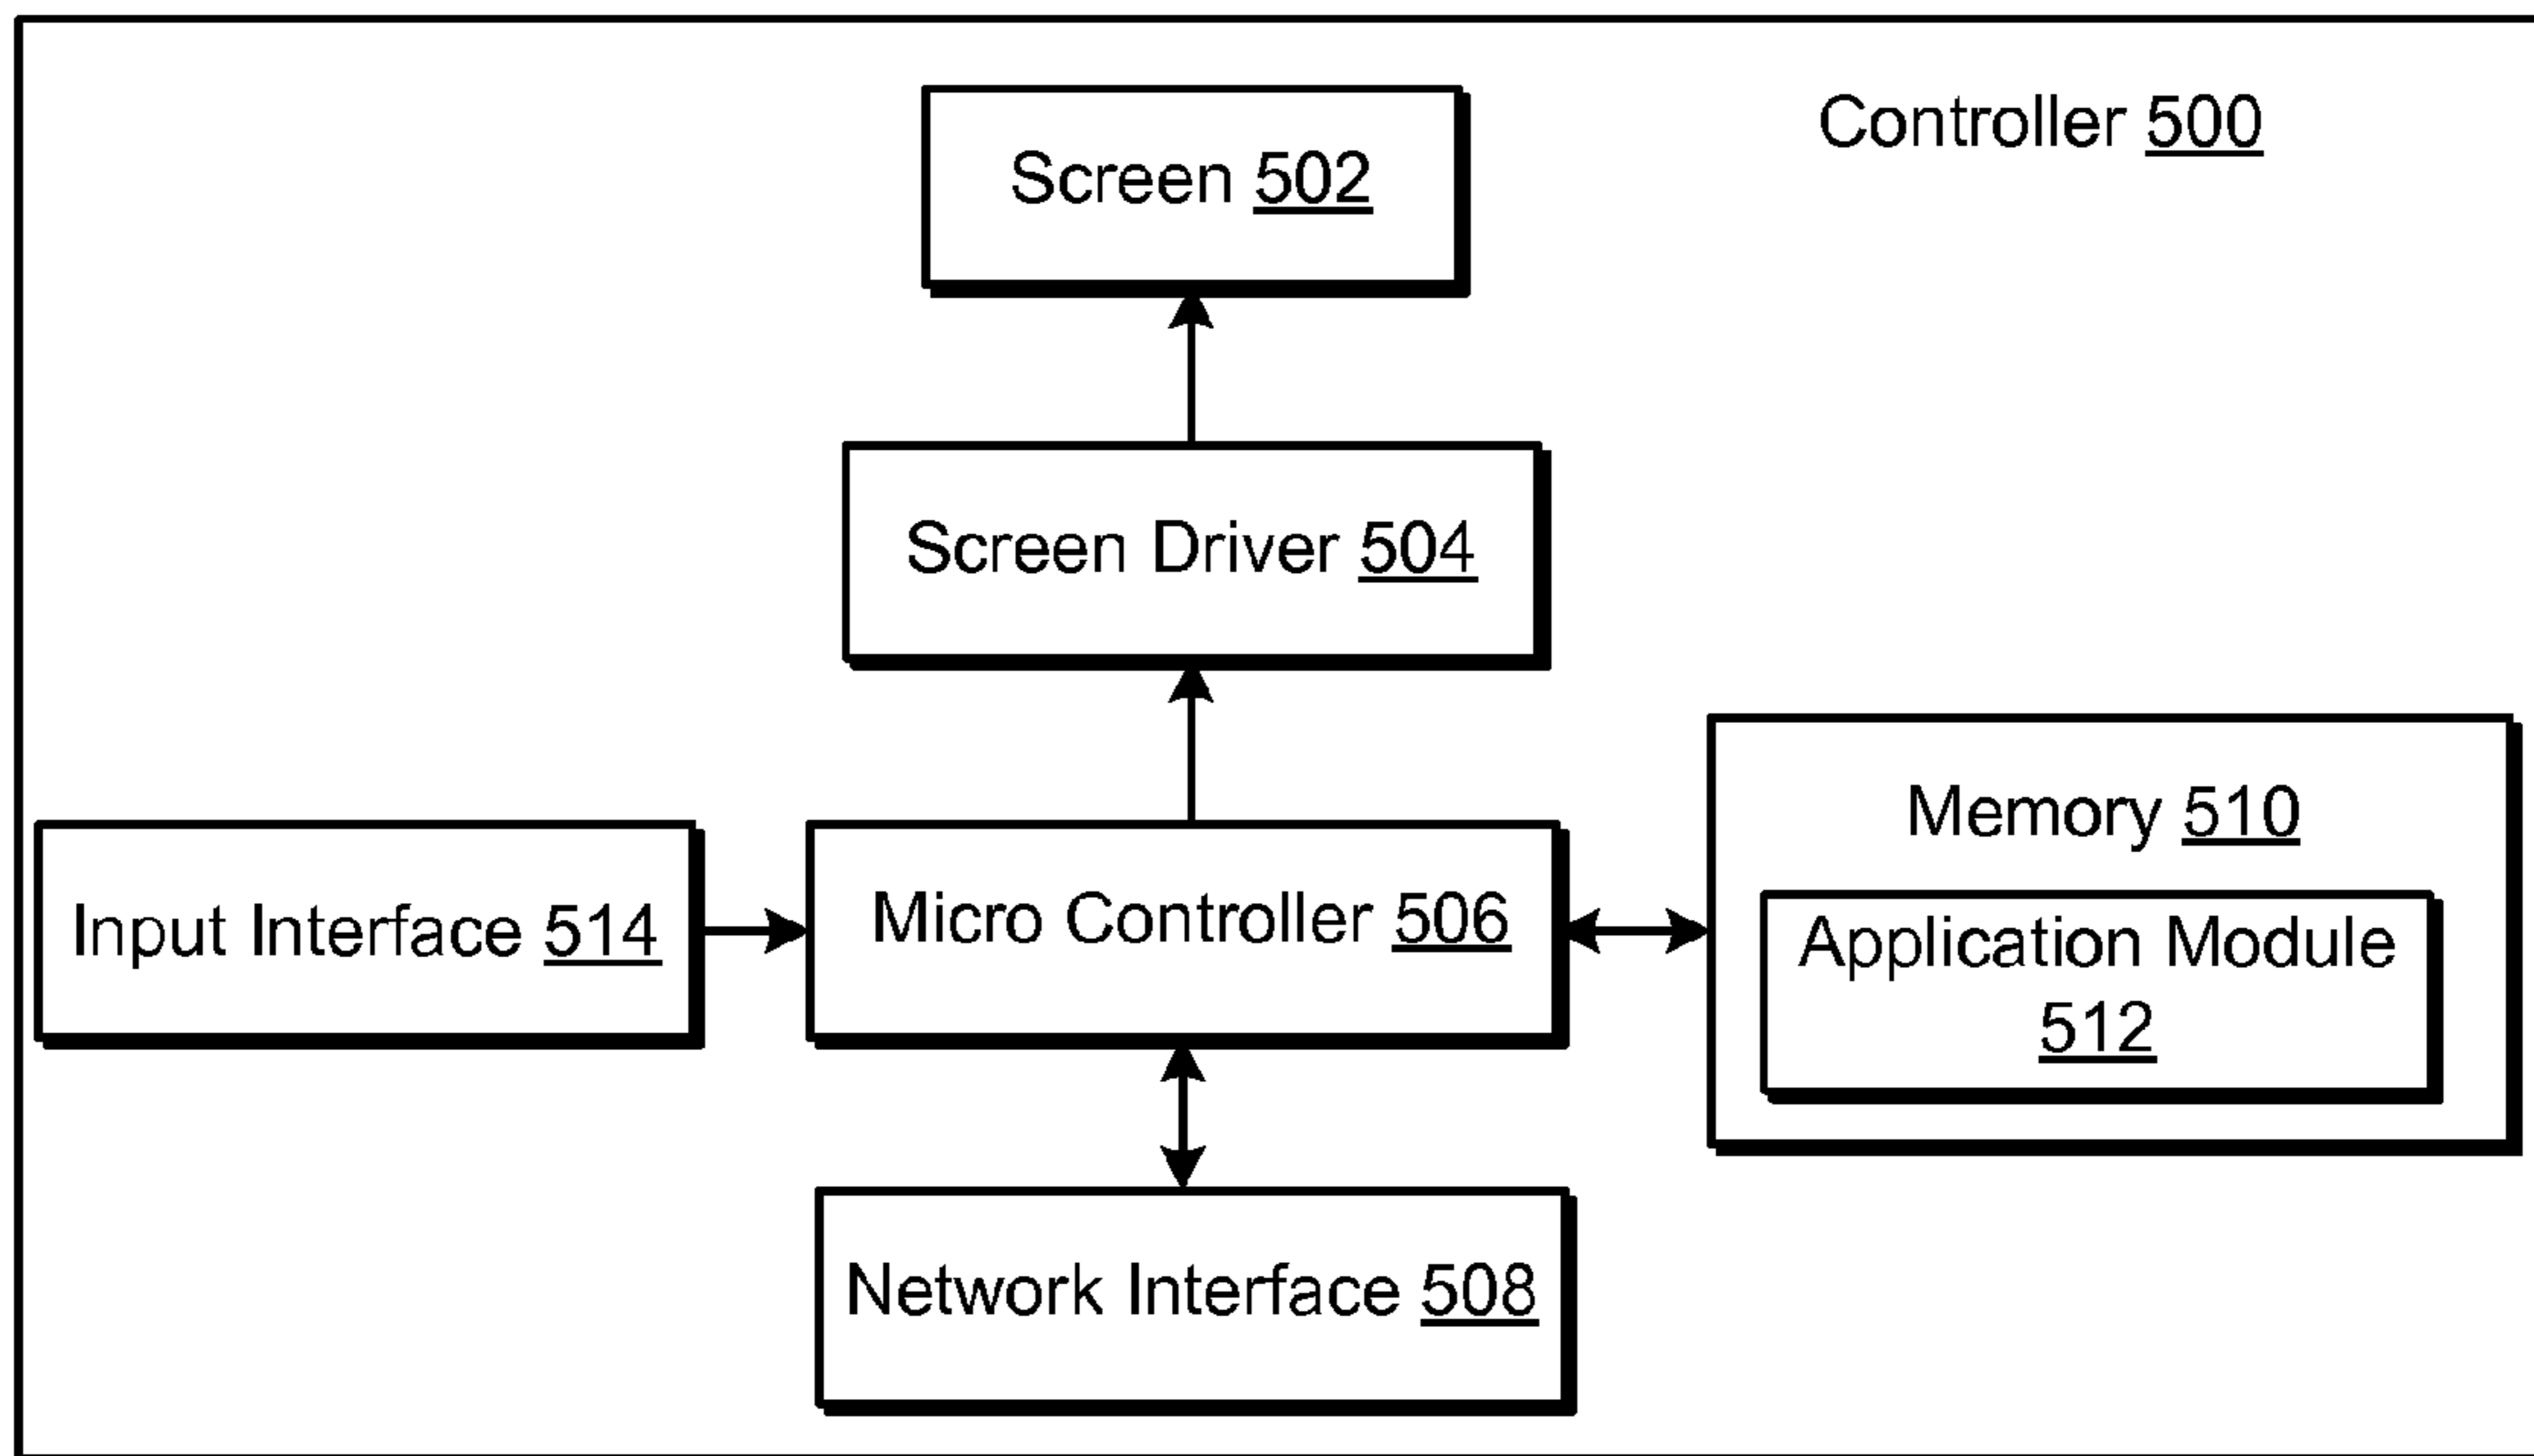 Controller 500
Screen 502
Screen Driver 504
Memory 510
Input Interface 514
Micro Controller 506
Application Module
512
Network Interface 508